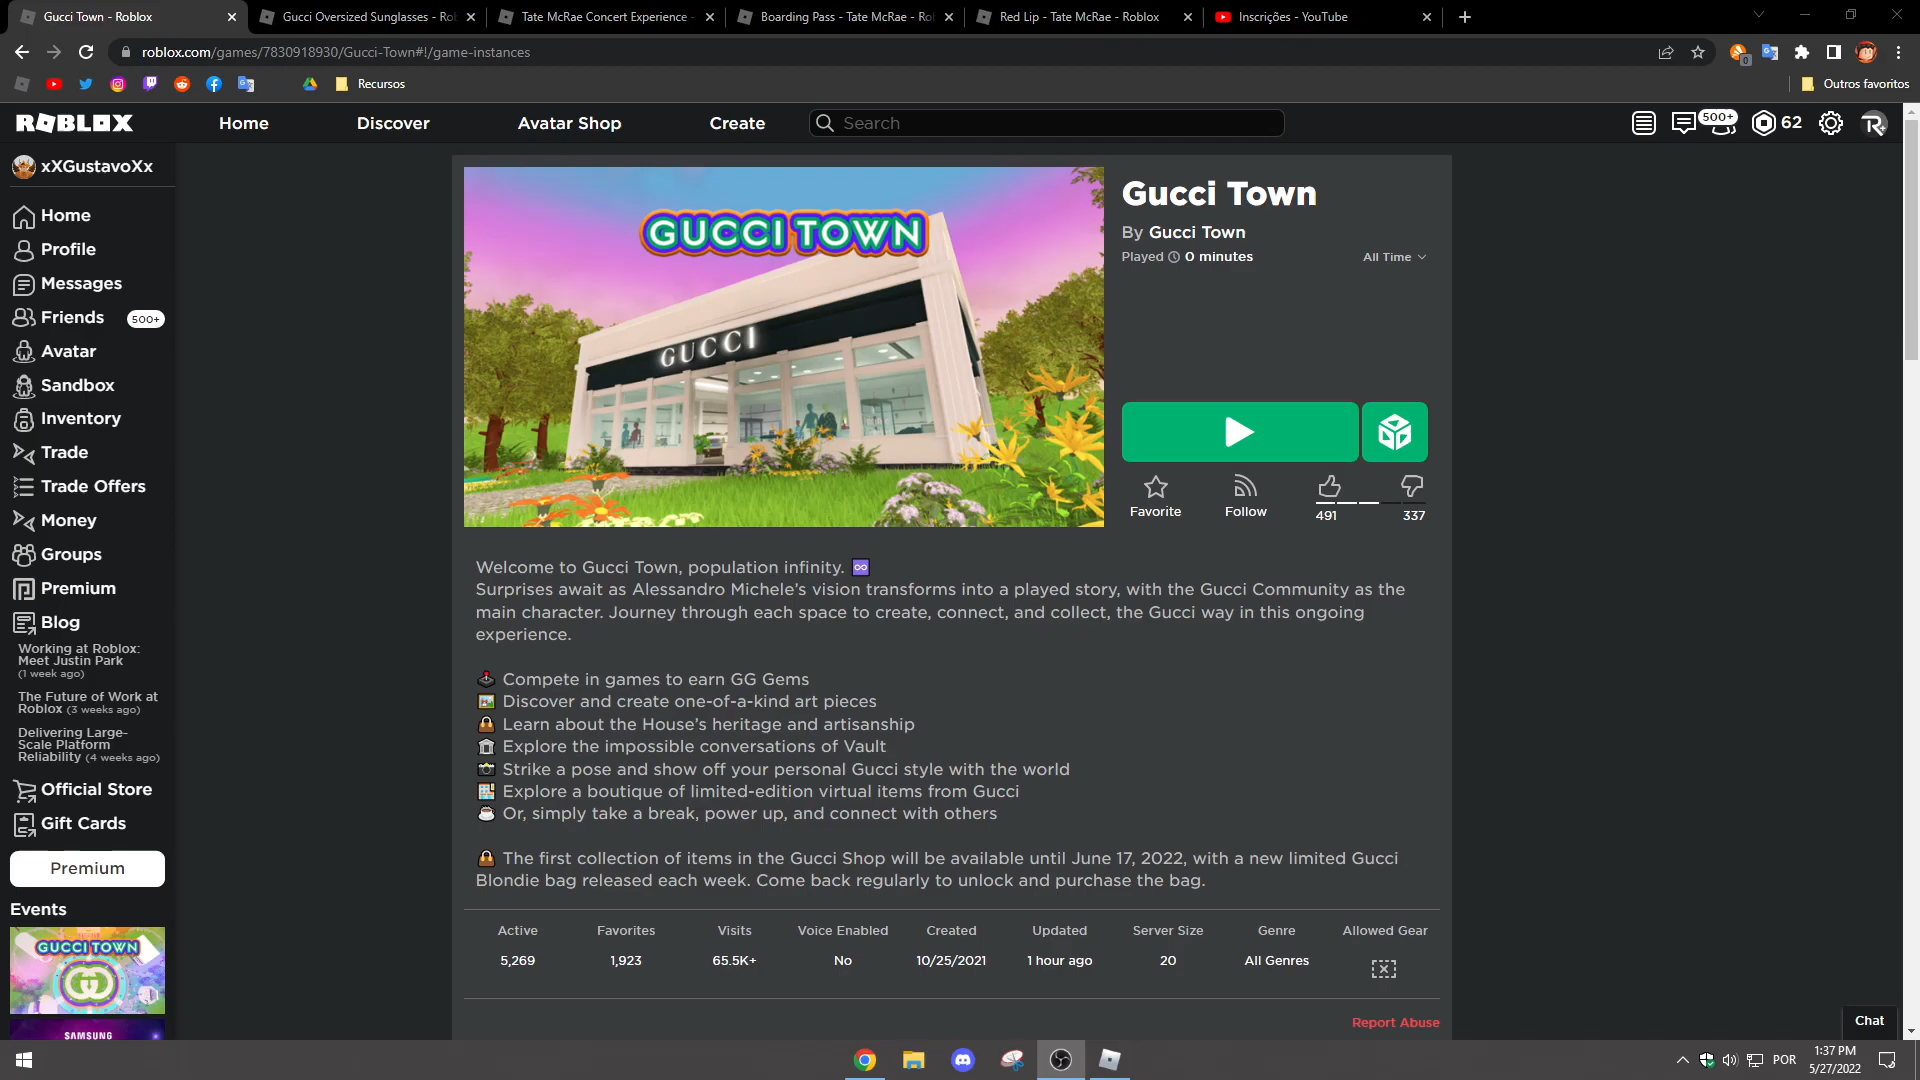 Gucci Town - Roblox
Gucci Oversized Sunglasses - Rob
Tate McRae Concert Experience -
Boarding Pass - Tate McRae - Rob
Red Lip - Tate McRae - Roblox
Inscrições - YouTube
roblox.com/games/7830918930/Gucci-Town#!/game-instances
0
Recursos
Outros favoritos
ROBLOX
Home
Discover
Avatar Shop
Create
Search
500+
62
xXGustavoXx
Home
Profile
Messages
Friends
500+
Avatar
Sandbox
Inventory
Trade
Trade Offers
Money
Groups
Premium
Blog
Working at Roblox:
Meet Justin Park
(1 week ago)
The Future of Work at
Roblox (3 weeks ago)
Delivering Large-
Scale Platform
Reliability (4 weeks ago)
Official Store
Gift Cards
Premium
Events
GUCCI TOWN
SAMSUNG
GUCCI TOWN
GUCCI
Gucci Town
By Gucci Town
Played 0 minutes
All Time
Favorite
Follow
491
337
Welcome to Gucci Town, population infinity. ♾️
Surprises await as Alessandro Michele’s vision transforms into a played story, with the Gucci Community as the
main character. Journey through each space to create, connect, and collect, the Gucci way in this ongoing
experience.
🕹️ Compete in games to earn GG Gems
🖼️ Discover and create one-of-a-kind art pieces
👜 Learn about the House’s heritage and artisanship
🏛️ Explore the impossible conversations of Vault
📸 Strike a pose and show off your personal Gucci style with the world
🏪 Explore a boutique of limited-edition virtual items from Gucci
☕ Or, simply take a break, power up, and connect with others
👜 The first collection of items in the Gucci Shop will be available until June 17, 2022, with a new limited Gucci
Blondie bag released each week. Come back regularly to unlock and purchase the bag.
Active
Favorites
Visits
Voice Enabled
Created
Updated
Server Size
Genre
Allowed Gear
5,269
1,923
65.5K+
No
10/25/2021
1 hour ago
20
All Genres
Report Abuse
Chat
POR
1:37 PM
5/27/2022